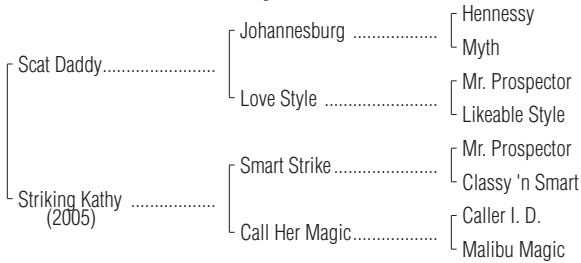 Hennessy
Johannesburg ..................
Myth
Scat Daddy........................
Mr. Prospector
Love Style ........................
Likeable Style
Mr. Prospector
Smart Strike ......................
Classy 'n Smart
Striking Kathy ..................
(2005)
Caller I. D.
Call Her Magic..................
Malibu Magic